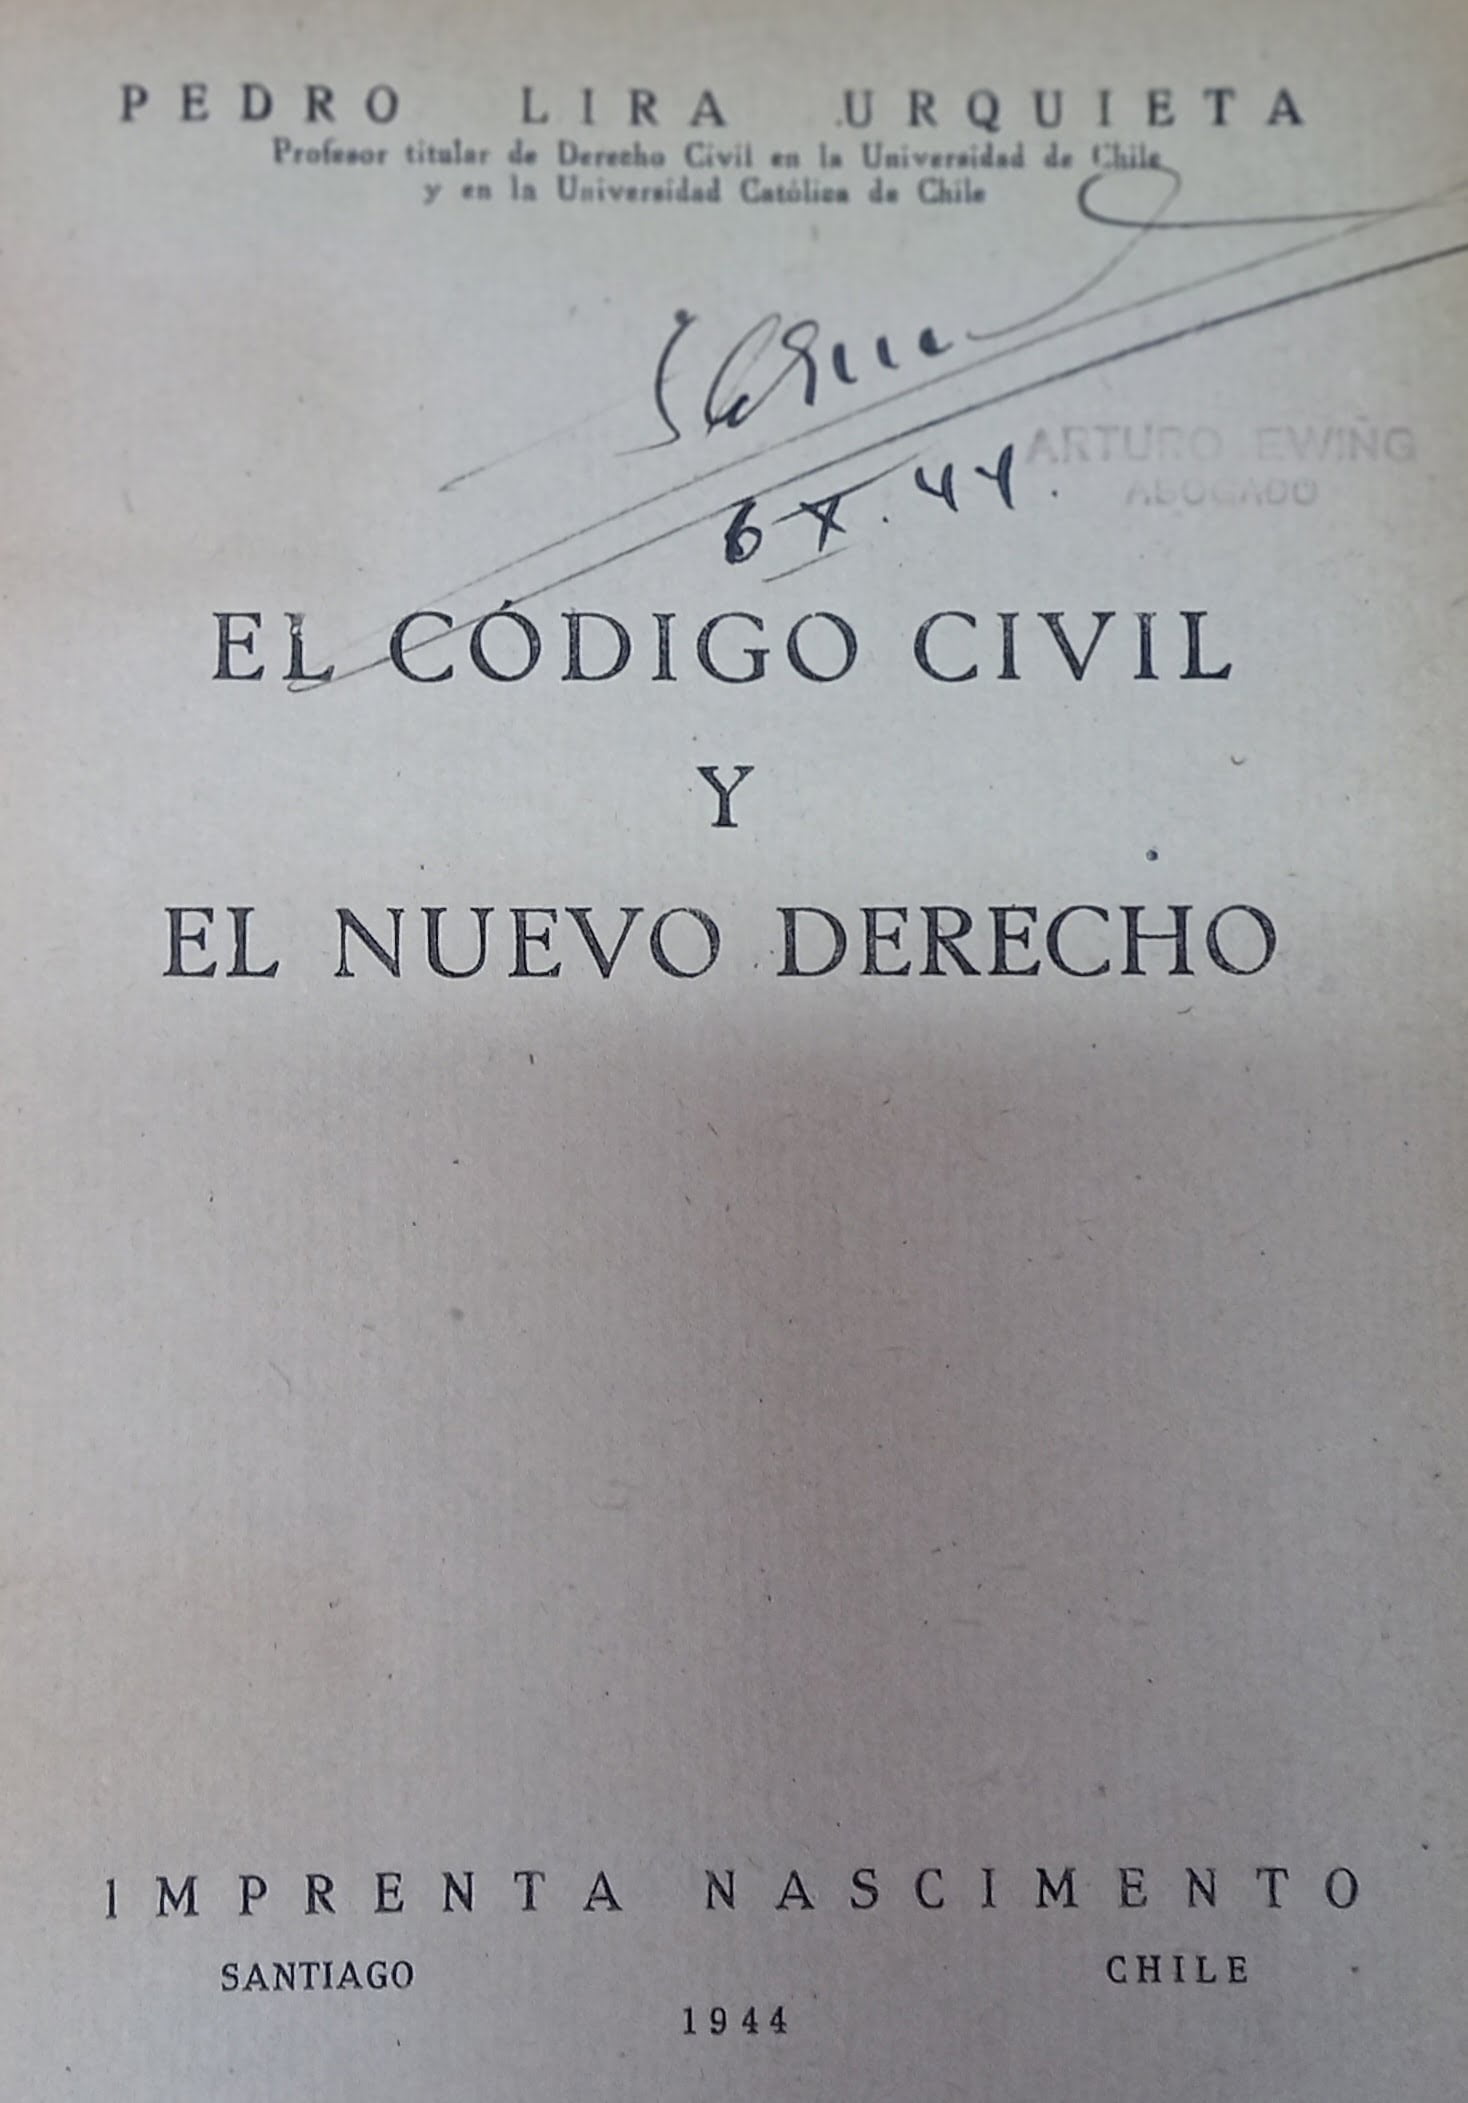 PEDRO LIRA URQUIETA
Profesor titular de Derecho Civil en la Universidad de Chile
y en la Universidad Católica de Chile
ARTURO EWING
ABOGADO
6 X. 44.
EL CÓDIGO CIVIL
Y
EL NUEVO DERECHO
IMPRENTA NASCIMENTO
SANTIAGO CHILE
1944